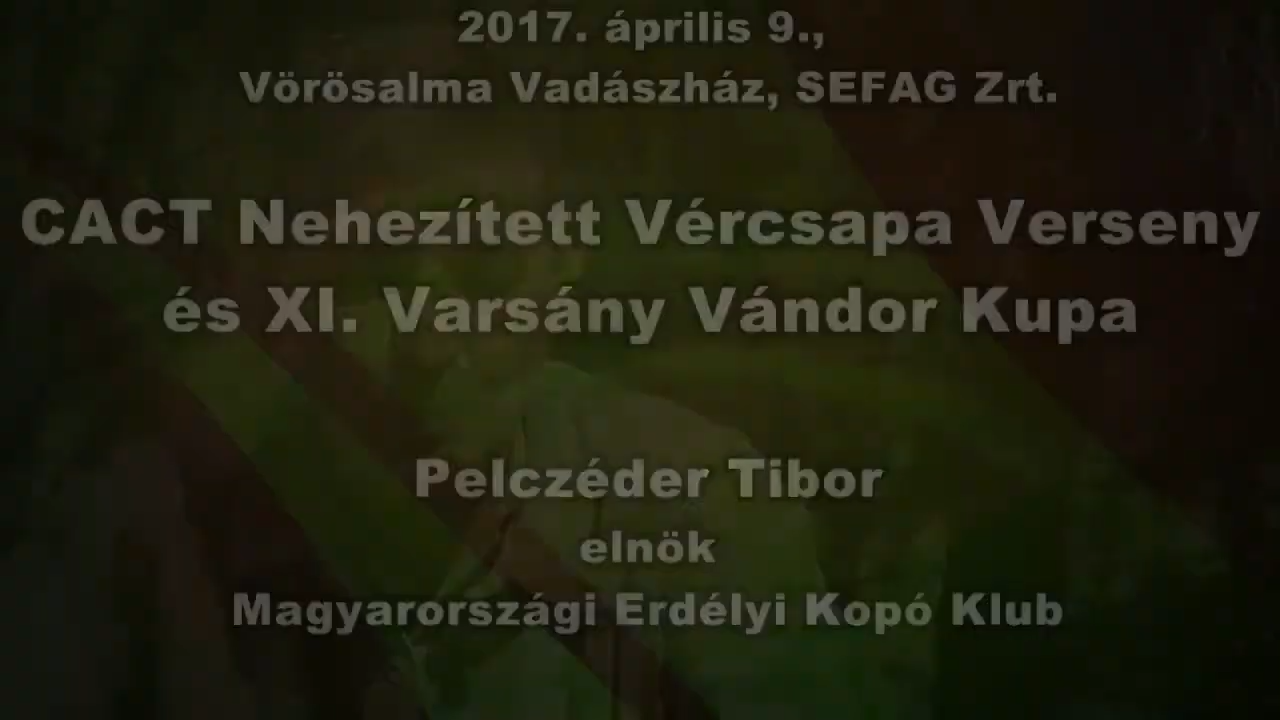 2017. április 9.,
Vörösalma Vadászház, SEFAG Zrt.
CACT Nehezített Vércsapa Verseny
és XI. Varsány Vándor Kupa
Pelczéder Tibor
elnök
Magyarországi Erdélyi Kopó Klub